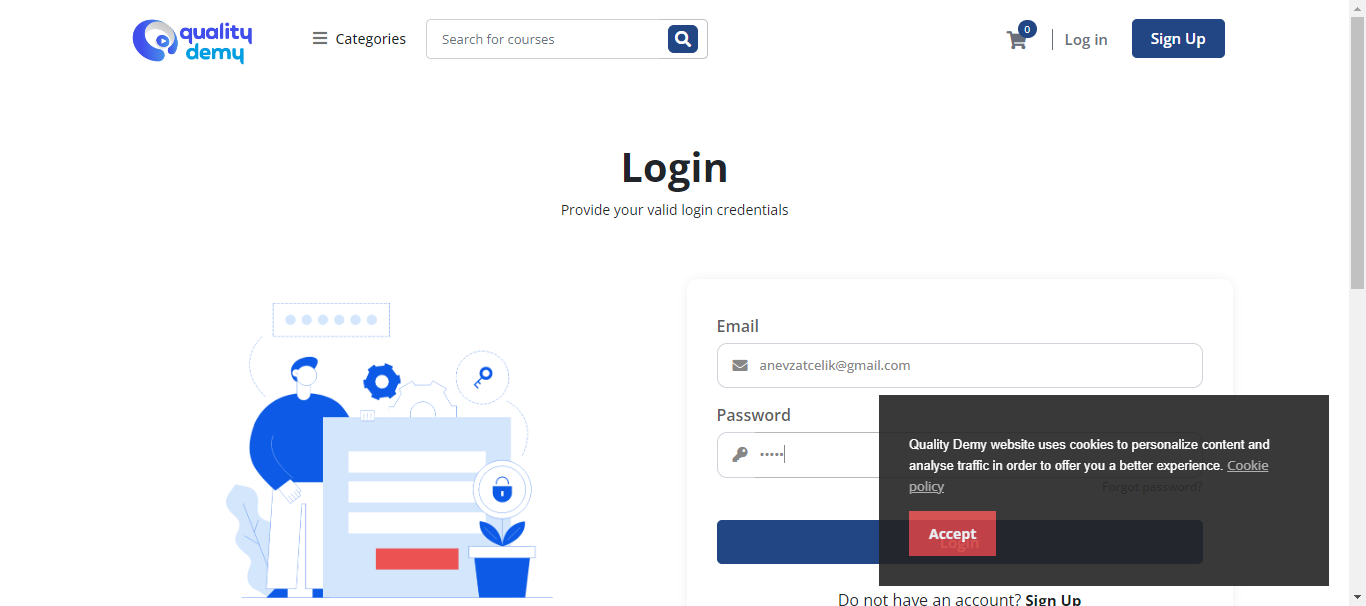 quality
demy
Categories
Search for courses
0
Log in
Sign Up
Login
Provide your valid login credentials
Email
anevzatcelik@gmail.com
Password
•••••
Quality Demy website uses cookies to personalize content and
analyse traffic in order to offer you a better experience. Cookie
policy
Forgot password?
Accept
Login
Do not have an account? Sign Up